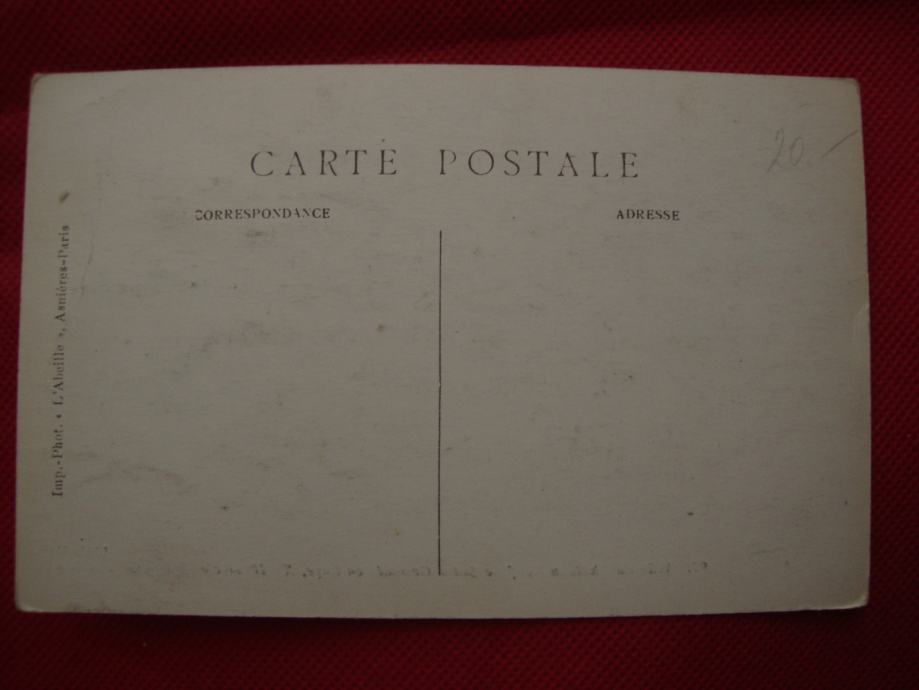 CARTE POSTALE
20.-
CORRESPONDANCE
ADRESSE
Imp.-Phot. « L'Abeille », Asnières-Paris